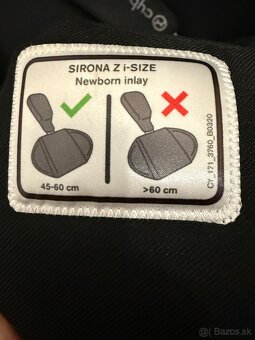 SIRONA Z i-SIZE
Newborn inlay
45-60 cm
>60 cm
CY_171_3760_B0320
© bazos.sk